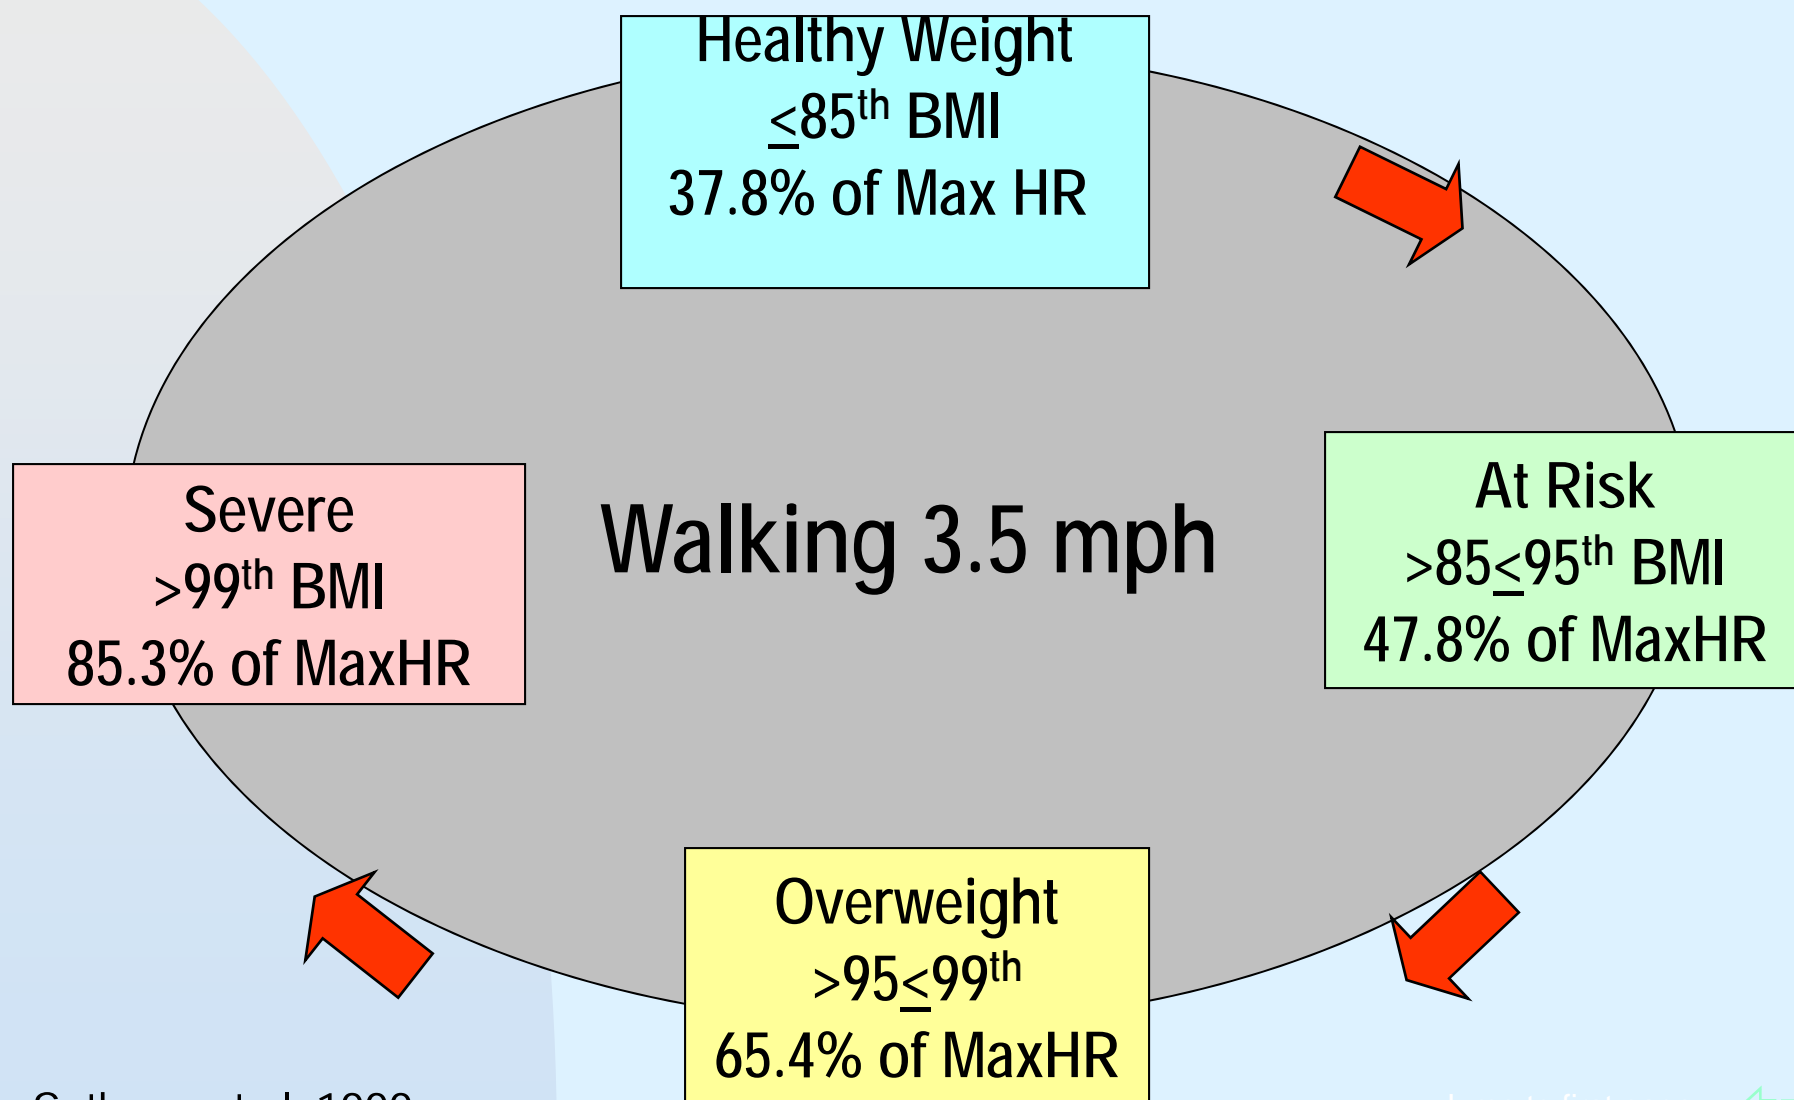 Healthy Weight
≤85th BMI
37.8% of Max HR
At Risk
>85≤95th BMI
47.8% of MaxHR
Walking 3.5 mph
Severe
>99th BMI
85.3% of MaxHR
Overweight
>95≤99th
65.4% of MaxHR